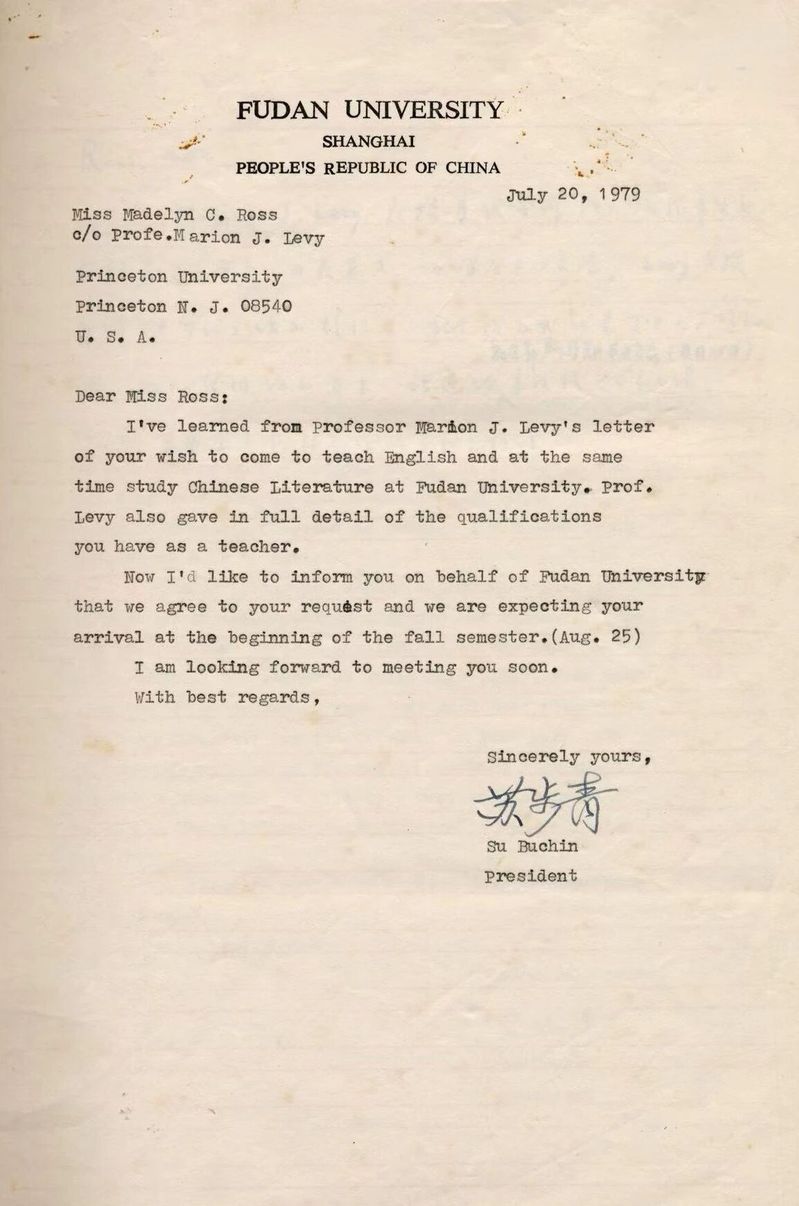 FUDAN UNIVERSITY
SHANGHAI
PEOPLE'S REPUBLIC OF CHINA
July 20, 1979
Miss Madelyn C. Ross
c/o Profe.Marion J. Levy
Princeton University
Princeton N. J. 08540
U. S. A.
Dear Miss Ross:
I've learned from Professor Marion J. Levy's letter
of your wish to come to teach English and at the same
time study Chinese Literature at Fudan University. Prof.
Levy also gave in full detail of the qualifications
you have as a teacher.
Now I'd like to inform you on behalf of Fudan University
that we agree to your request and we are expecting your
arrival at the beginning of the fall semester.(Aug. 25)
I am looking forward to meeting you soon.
With best regards,
Sincerely yours,
苏步青
Su Buchin
President